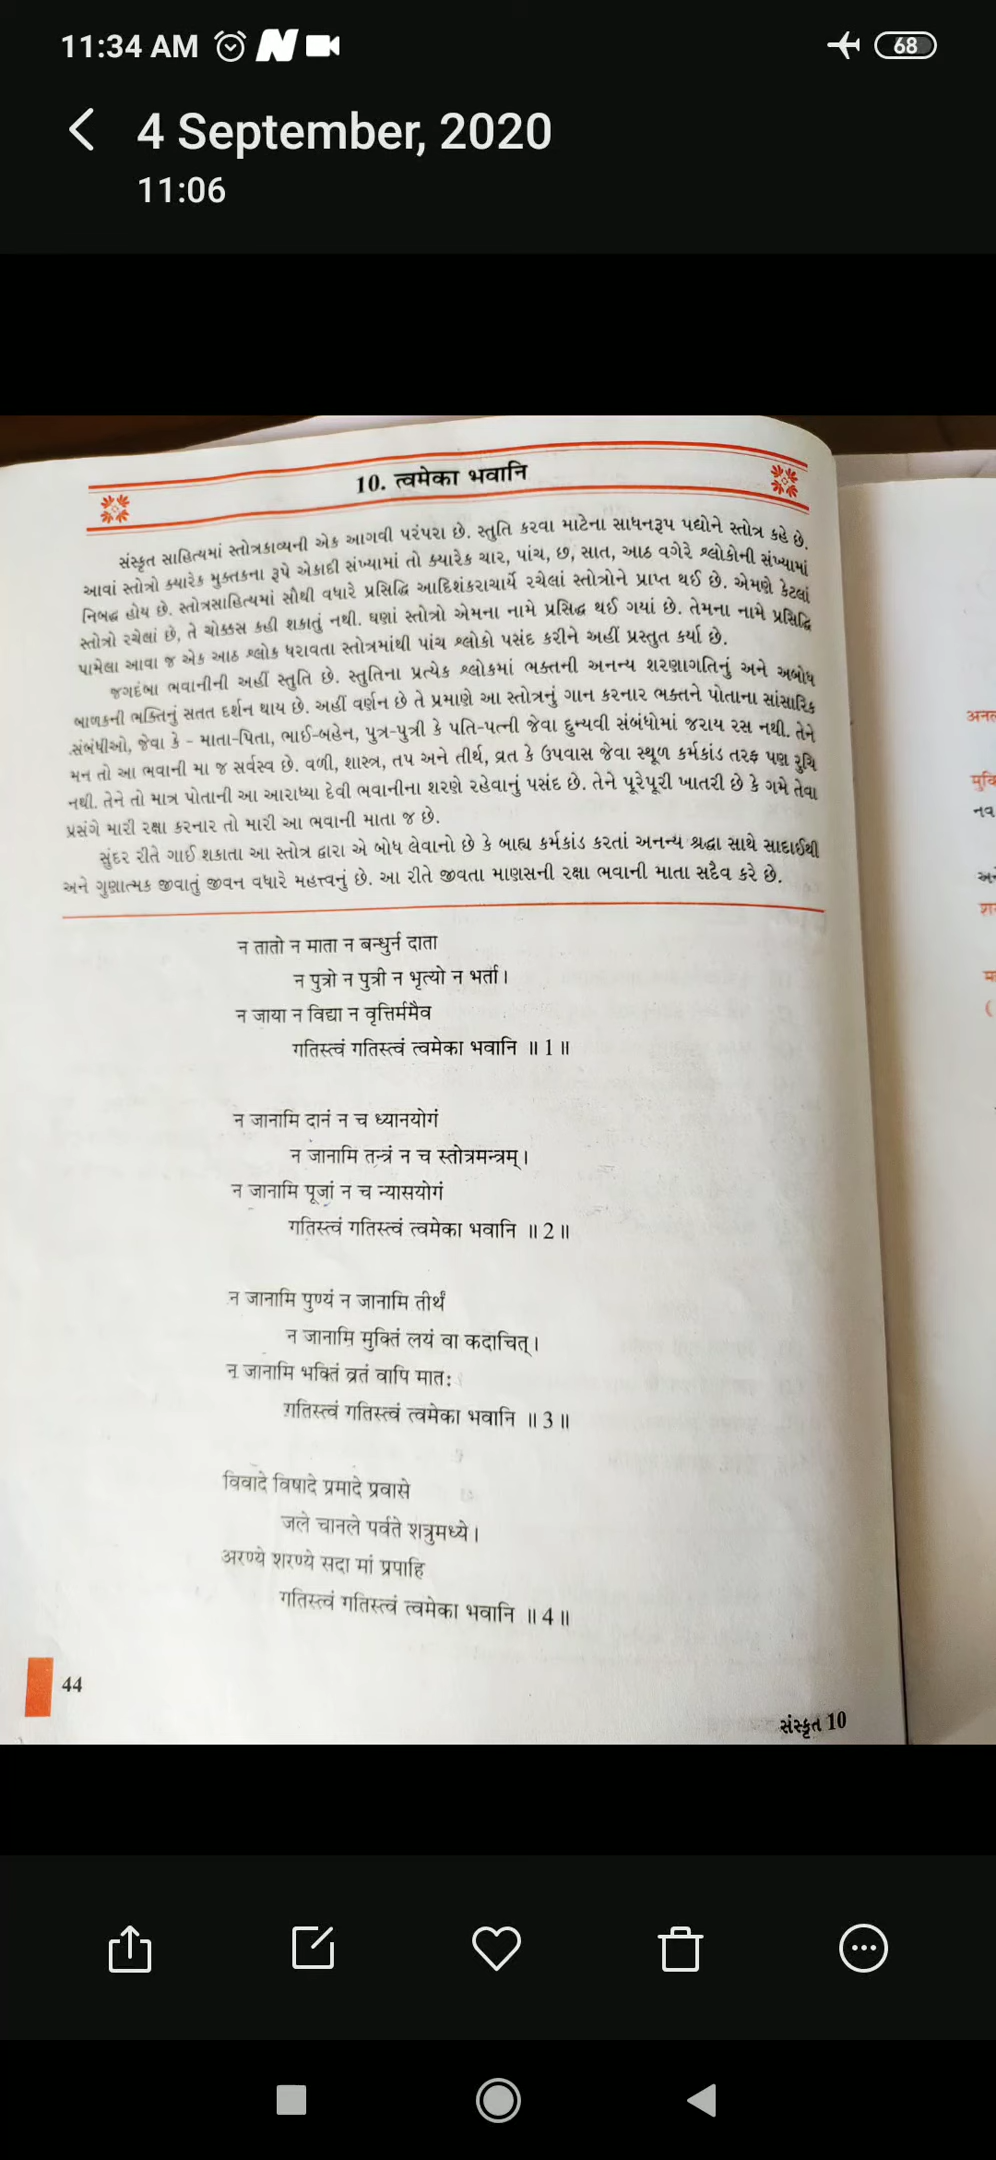 11:34 AM
68
4 September, 2020
11:06
10. त्वमेका भवानि
સંસ્કૃત સાહિત્યમાં સ્તોત્રકાવ્યની એક આગવી પરંપરા છે. સ્તુતિ કરવા માટેના સાધનરૂપ પદ્યોને સ્તોત્ર કહે છે.
આવાં સ્તોત્રો ક્યારેક મુક્તકના રૂપે એકાદી સંખ્યામાં તો ક્યારેક ચાર, પાંચ, છ, સાત, આઠ વગેરે શ્લોકોની સંખ્યામાં
નિબદ્ધ હોય છે. સ્તોત્રસાહિત્યમાં સૌથી વધારે પ્રસિદ્ધિ આદિશંકરાચાર્યે રચેલાં સ્તોત્રોને પ્રાપ્ત થઈ છે. એમણે કેટલાં
સ્તોત્રો રચેલાં છે, તે ચોક્કસ કહી શકાતું નથી. ઘણાં સ્તોત્રો એમના નામે પ્રસિદ્ધ થઈ ગયાં છે. તેમના નામે પ્રસિદ્ધિ
પામેલા આવા જ એક આઠ શ્લોક ધરાવતા સ્તોત્રમાંથી પાંચ શ્લોકો પસંદ કરીને અહીં પ્રસ્તુત કર્યા છે.
જગદંબા ભવાનીની અહીં સ્તુતિ છે. સ્તુતિના પ્રત્યેક શ્લોકમાં ભક્તની અનન્ય શરણાગતિનું અને અબોધ
બાળકની ભક્તિનું સતત દર્શન થાય છે. અહીં વર્ણન છે તે પ્રમાણે આ સ્તોત્રનું ગાન કરનાર ભક્તને પોતાના સાંસારિક
સંબંધીઓ, જેવા કે - માતા-પિતા, ભાઈ-બહેન, પુત્ર-પુત્રી કે પતિ-પત્ની જેવા દુન્યવી સંબંધોમાં જરાય રસ નથી. તેને
મન તો આ ભવાની મા જ સર્વસ્વ છે. વળી, શાસ્ત્ર, તપ અને તીર્થ, વ્રત કે ઉપવાસ જેવા સ્થૂળ કર્મકાંડ તરફ પણ રુચિ
નથી. તેને તો માત્ર પોતાની આ આરાધ્યા દેવી ભવાનીના શરણે રહેવાનું પસંદ છે. તેને પૂરેપૂરી ખાતરી છે કે ગમે તેવા
પ્રસંગે મારી રક્ષા કરનાર તો મારી આ ભવાની માતા જ છે.
સુંદર રીતે ગાઈ શકાતા આ સ્તોત્ર દ્વારા એ બોધ લેવાનો છે કે બાહ્ય કર્મકાંડ કરતાં અનન્ય શ્રદ્ધા સાથે સાદાઈથી
અને ગુણાત્મક જીવાતું જીવન વધારે મહત્ત્વનું છે. આ રીતે જીવતા માણસની રક્ષા ભવાની માતા સદૈવ કરે છે.
न तातो न माता न बन्धुर्न दाता
न पुत्रो न पुत्री न भृत्यो न भर्ता।
न जाया न विद्या न वृत्तिर्ममैव
गतिस्त्वं गतिस्त्वं त्वमेका भवानि ॥ 1 ॥
न जानामि दानं न च ध्यानयोगं
न जानामि तन्त्रं न च स्तोत्रमन्त्रम्।
न जानामि पूजां न च न्यासयोगं
गतिस्त्वं गतिस्त्वं त्वमेका भवानि ॥ 2 ॥
न जानामि पुण्यं न जानामि तीर्थं
न जानामि मुक्तिं लयं वा कदाचित्।
न जानामि भक्तिं व्रतं वापि मातः
गतिस्त्वं गतिस्त्वं त्वमेका भवानि ॥ 3 ॥
विवादे विषादे प्रमादे प्रवासे
जले चानले पर्वते शत्रुमध्ये।
अरण्ये शरण्ये सदा मां प्रपाहि
गतिस्त्वं गतिस्त्वं त्वमेका भवानि ॥ 4 ॥
44
સંસ્કૃત 10